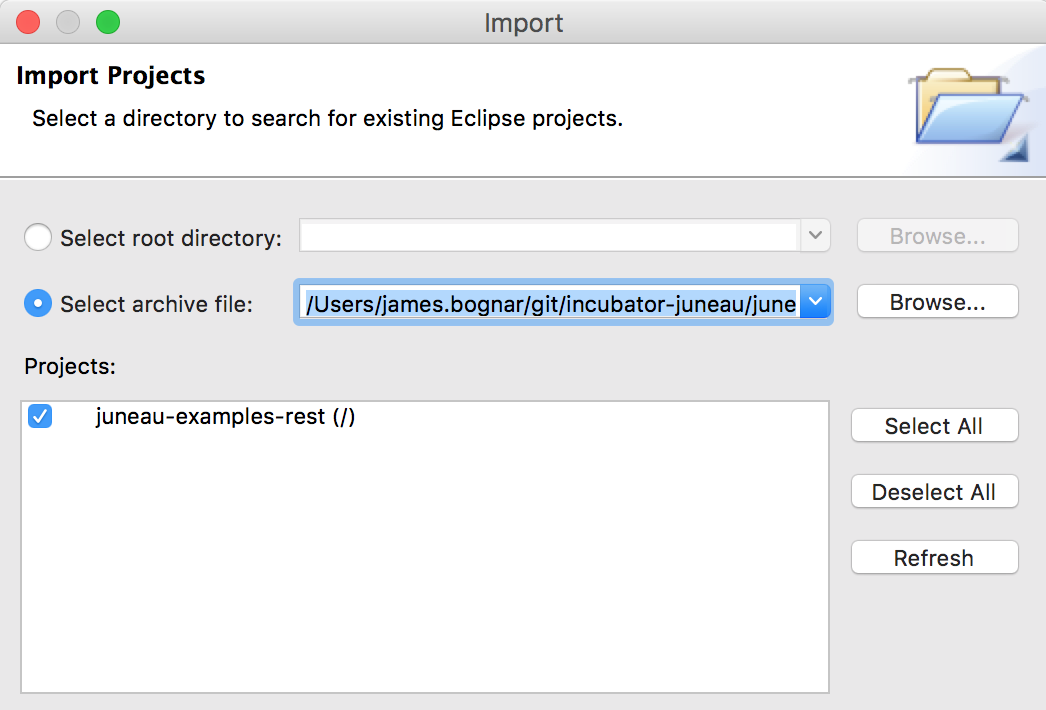 Import
Import Projects
Select a directory to search for existing Eclipse projects.
Select root directory:
Browse...
Select archive file:
/Users/james.bognar/git/incubator-juneau/june
Browse...
Projects:
juneau-examples-rest (/)
Select All
Deselect All
Refresh